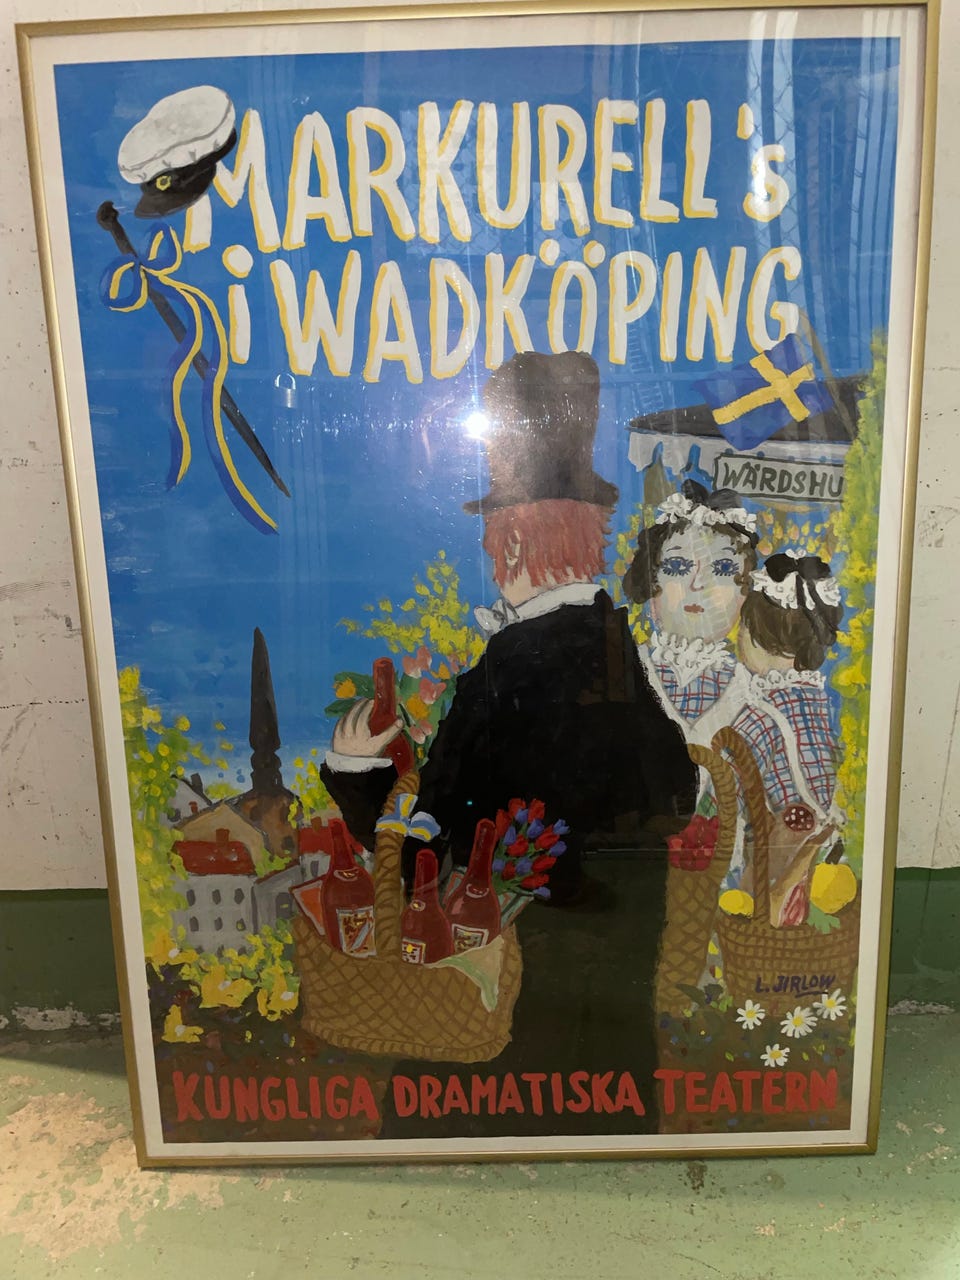 MARKURELL's
i WADKÖPING
WÄRDSHU
L. JIRLOW
KUNGLIGA DRAMATISKA TEATERN